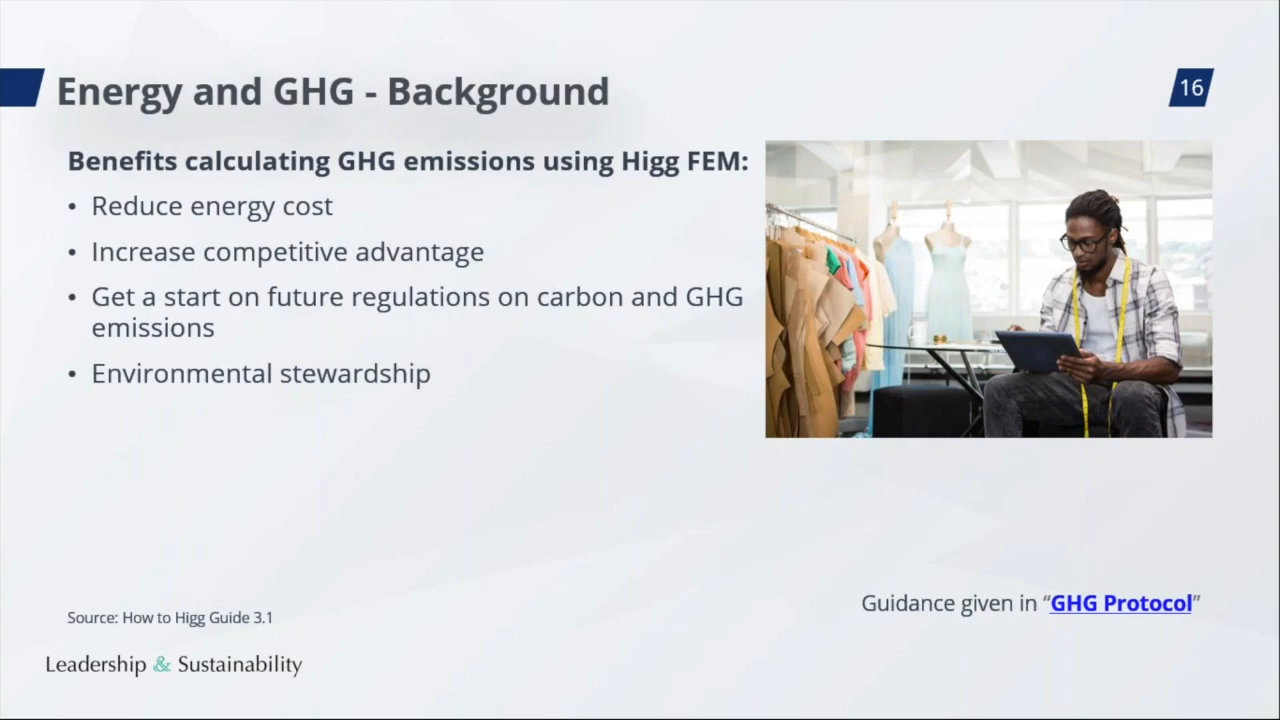 Energy and GHG - Background
16
Benefits calculating GHG emissions using Higg FEM:
• Reduce energy cost
• Increase competitive advantage
• Get a start on future regulations on carbon and GHG
emissions
• Environmental stewardship
Guidance given in “GHG Protocol”
Source: How to Higg Guide 3.1
Leadership & Sustainability